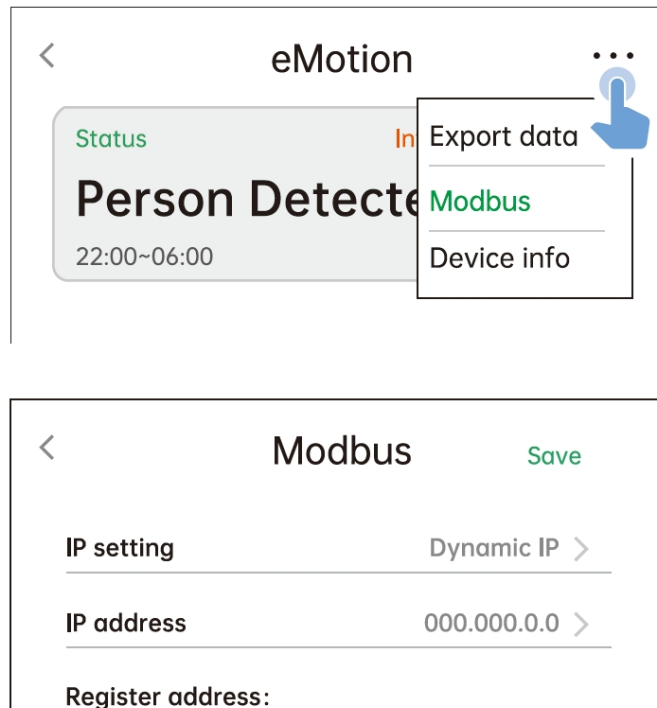 eMotion
Status
Export data
Person Detecte
Modbus
22:00~06:00
Device info
Modbus
Save
IP setting
Dynamic IP
IP address
000.000.0.0
Register address: